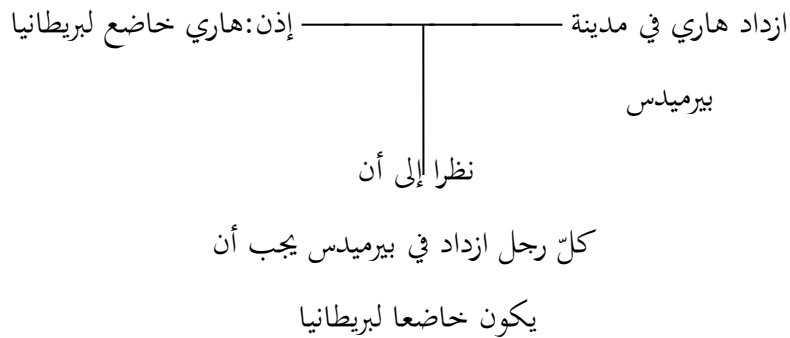 ازداد هاري في مدينة
إذن:هاري خاضع لبريطانيا
بيرميدس
نظرا إلى أن
كلّ رجل ازداد في بيرميدس يجب أن
يكون خاضعا لبريطانيا